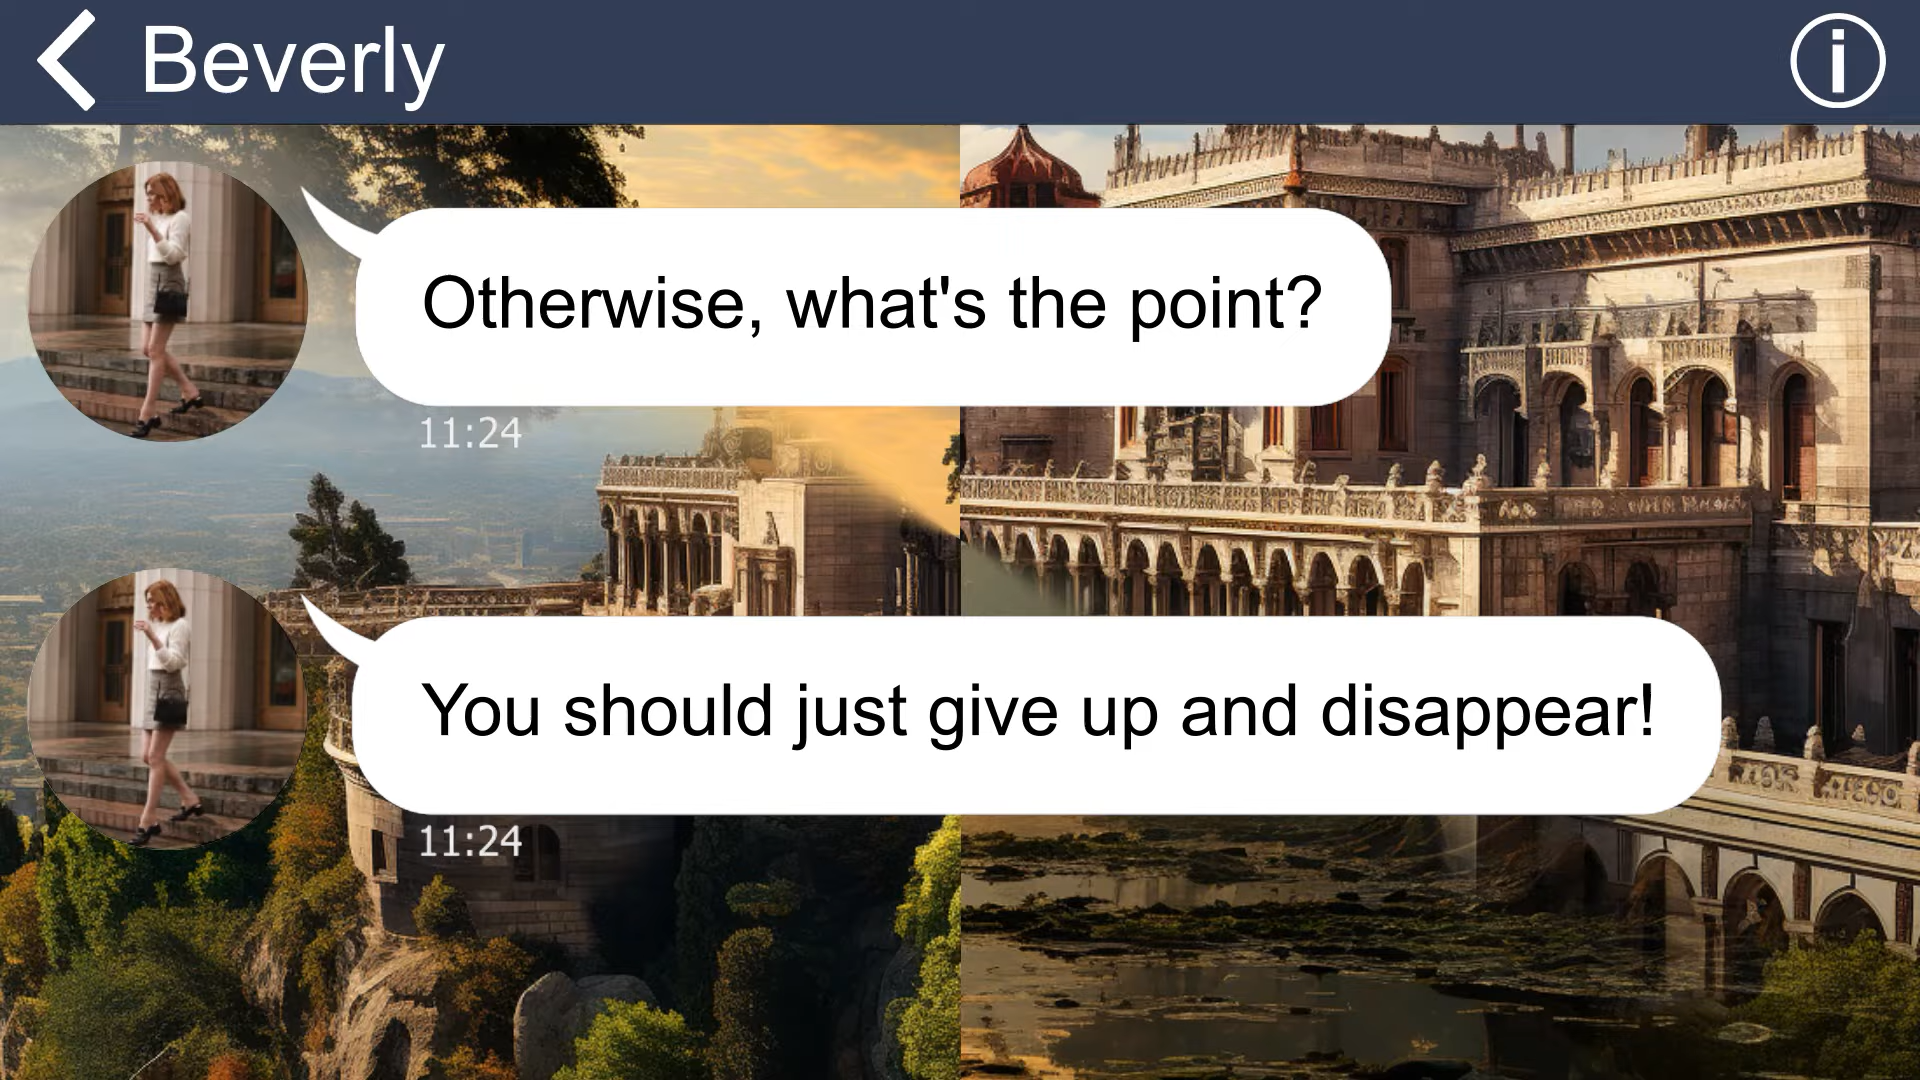 Beverly
Otherwise, what's the point?
11:24
You should just give up and disappear!
11:24